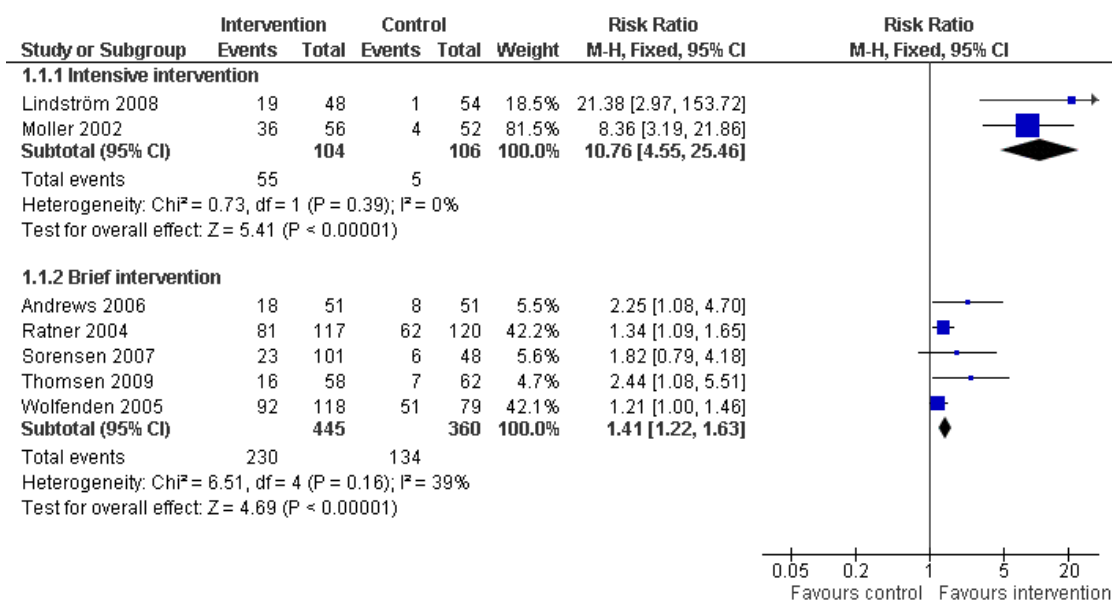 Intervention Control Risk Ratio Risk Ratio
Study or Subgroup Events Total Events Total Weight M-H, Fixed, 95% CI M-H, Fixed, 95% CI
1.1.1 Intensive intervention
Lindström 2008 19 48 1 54 18.5% 21.38 [2.97, 153.72]
Moller 2002 36 56 4 52 81.5% 8.36 [3.19, 21.86]
Subtotal (95% CI) 104 106 100.0% 10.76 [4.55, 25.46]
Total events 55 5
Heterogeneity: Chi² = 0.73, df = 1 (P = 0.39); I² = 0%
Test for overall effect: Z = 5.41 (P < 0.00001)
1.1.2 Brief intervention
Andrews 2006 18 51 8 51 5.5% 2.25 [1.08, 4.70]
Ratner 2004 81 117 62 120 42.2% 1.34 [1.09, 1.65]
Sorensen 2007 23 101 6 48 5.6% 1.82 [0.79, 4.18]
Thomsen 2009 16 58 7 62 4.7% 2.44 [1.08, 5.51]
Wolfenden 2005 92 118 51 79 42.1% 1.21 [1.00, 1.46]
Subtotal (95% CI) 445 360 100.0% 1.41 [1.22, 1.63]
Total events 230 134
Heterogeneity: Chi² = 6.51, df = 4 (P = 0.16); I² = 39%
Test for overall effect: Z = 4.69 (P < 0.00001)
0.05 0.2 1 5 20
Favours control Favours intervention